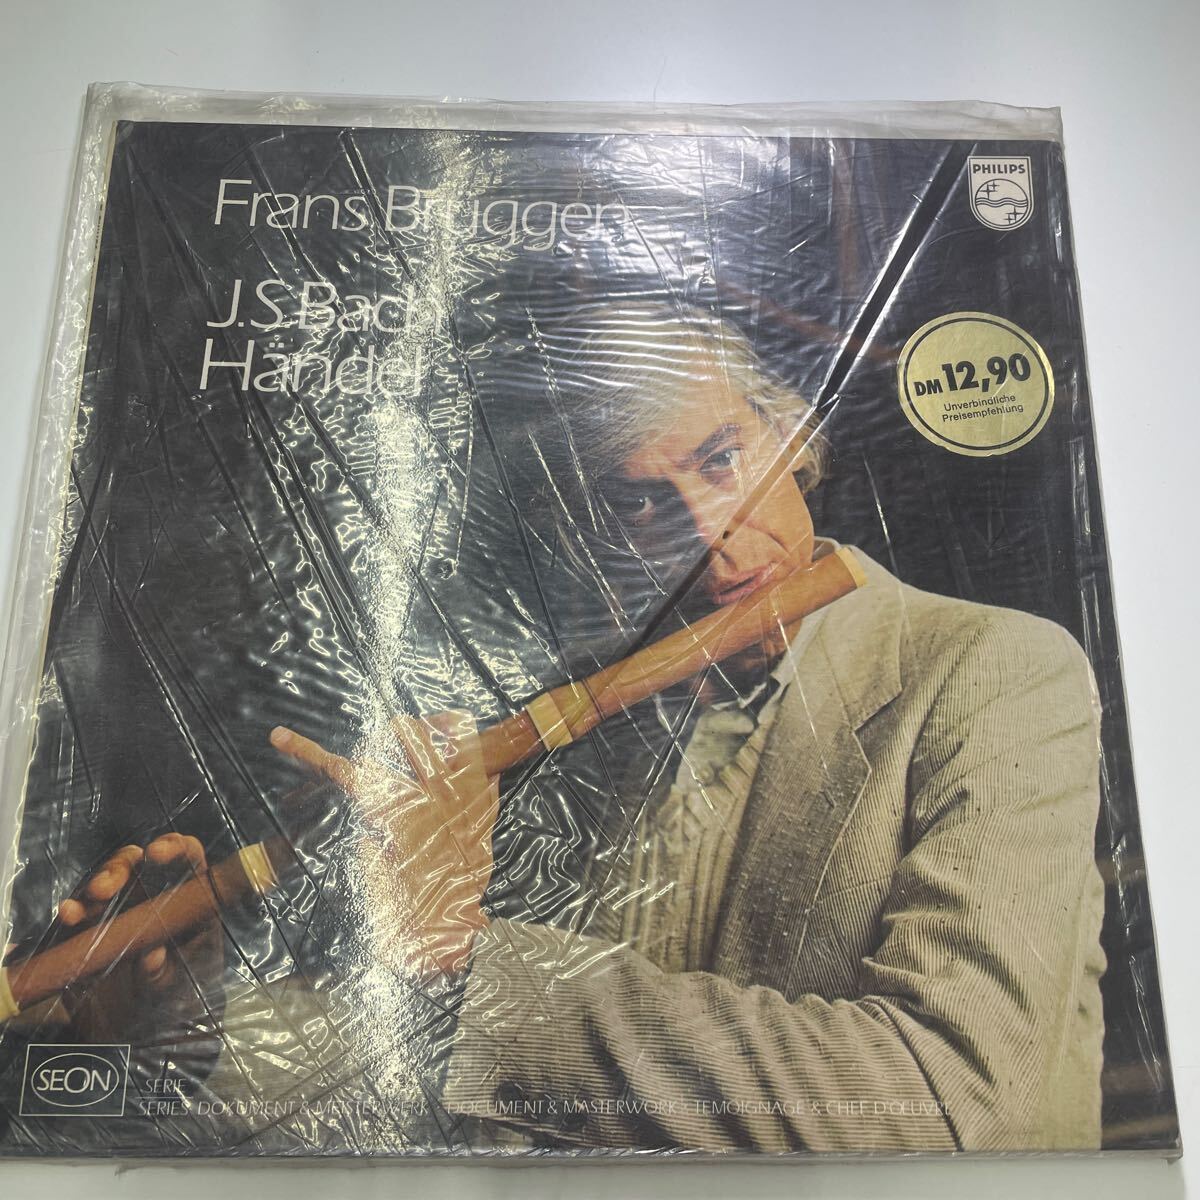 Frans Brüggen
J.S.Bach
Händel
PHILIPS
DM 12,90
Unverbindliche
Preisempfehlung
SEON
SERIE
SERIES: DOKUMENT & MEISTERWERK · DOCUMENT & MASTERWORK · TEMOIGNAGE & CHEF D'ŒUVRE